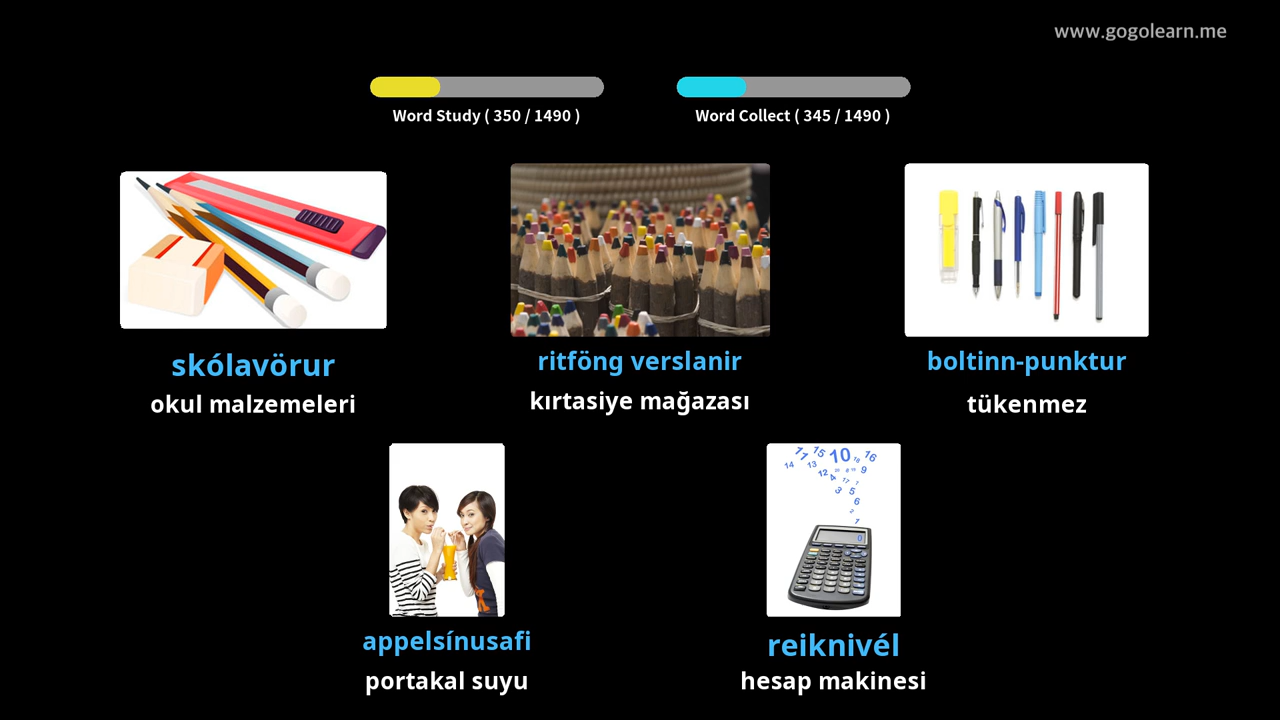 www.gogolearn.me
Word Study ( 350 / 1490 )
Word Collect ( 345 / 1490 )
skólavörur
okul malzemeleri
ritföng verslanir
kırtasiye mağazası
boltinn-punktur
tükenmez
appelsínusafi
portakal suyu
reiknivél
hesap makinesi